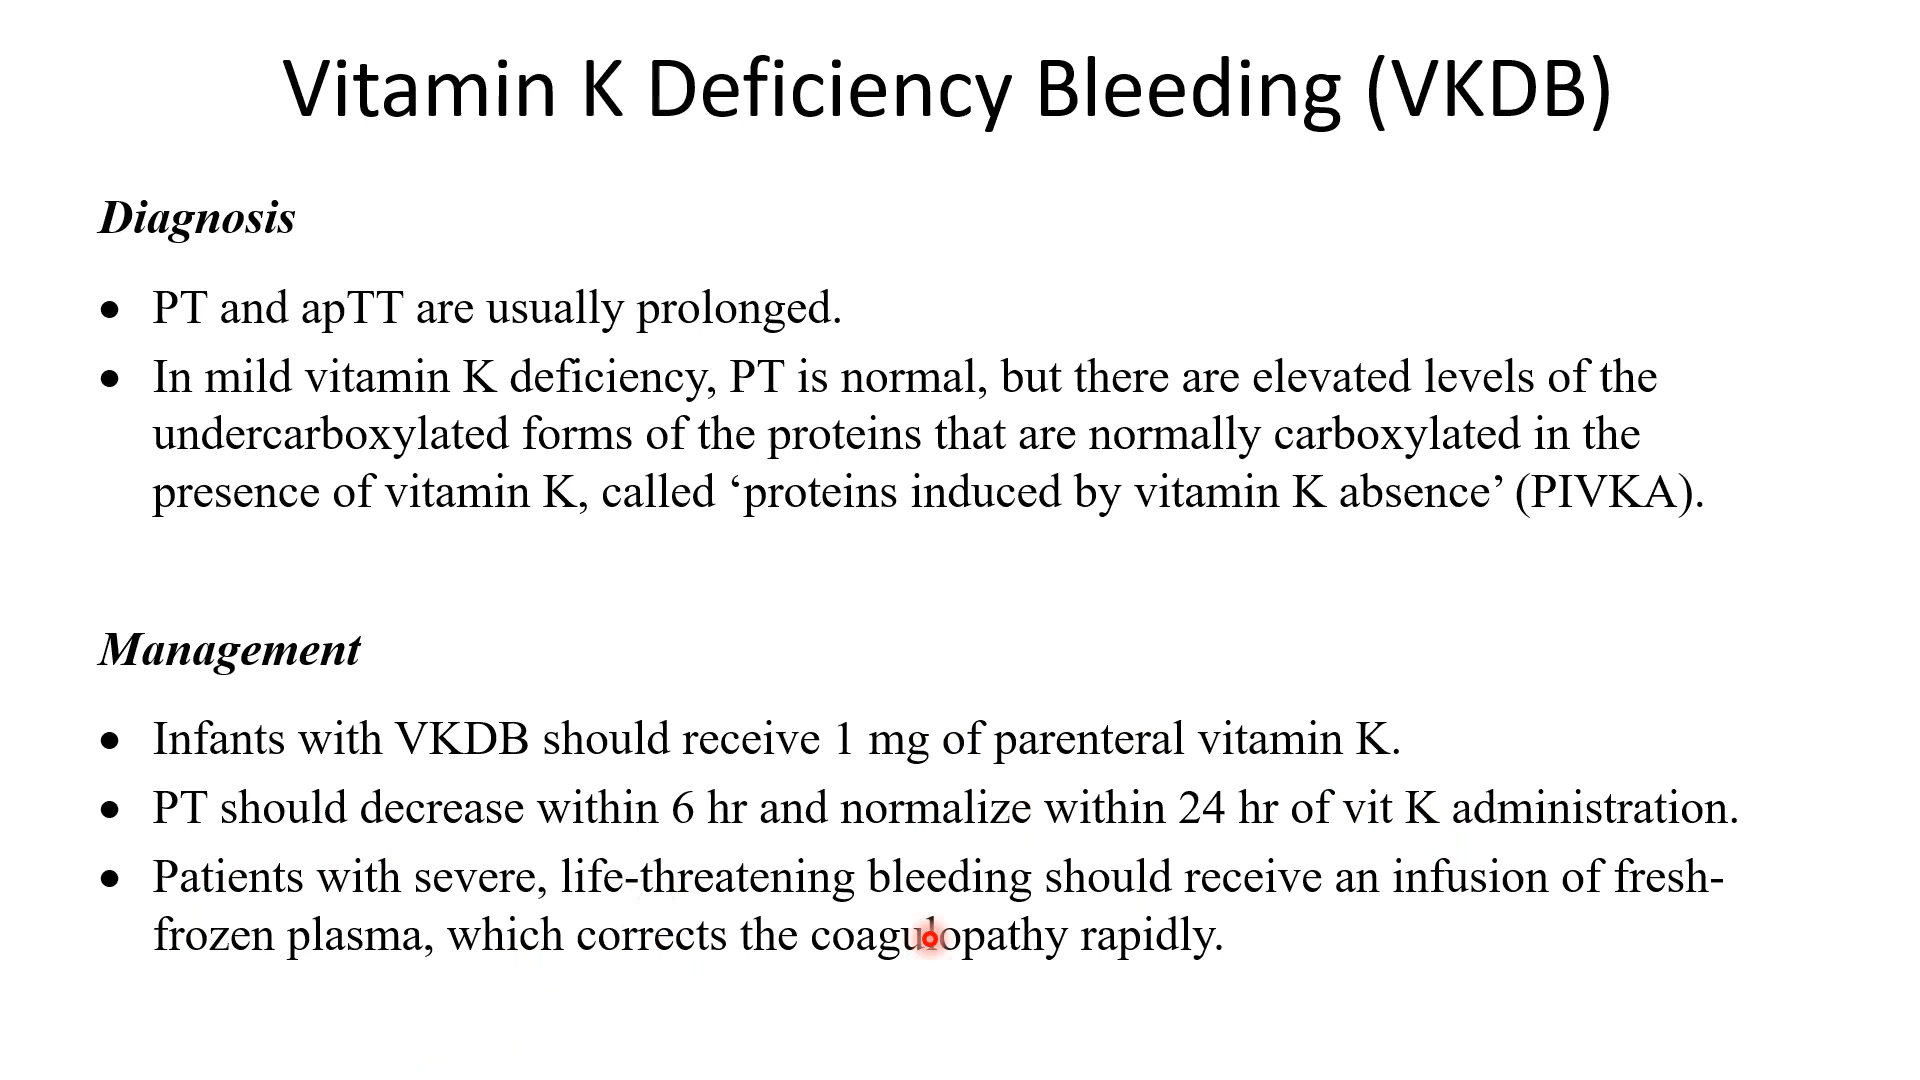 Vitamin K Deficiency Bleeding (VKDB)
Diagnosis
• PT and apTT are usually prolonged.
• In mild vitamin K deficiency, PT is normal, but there are elevated levels of the
undercarboxylated forms of the proteins that are normally carboxylated in the
presence of vitamin K, called ‘proteins induced by vitamin K absence’ (PIVKA).
Management
• Infants with VKDB should receive 1 mg of parenteral vitamin K.
• PT should decrease within 6 hr and normalize within 24 hr of vit K administration.
• Patients with severe, life-threatening bleeding should receive an infusion of fresh-
frozen plasma, which corrects the coagulopathy rapidly.